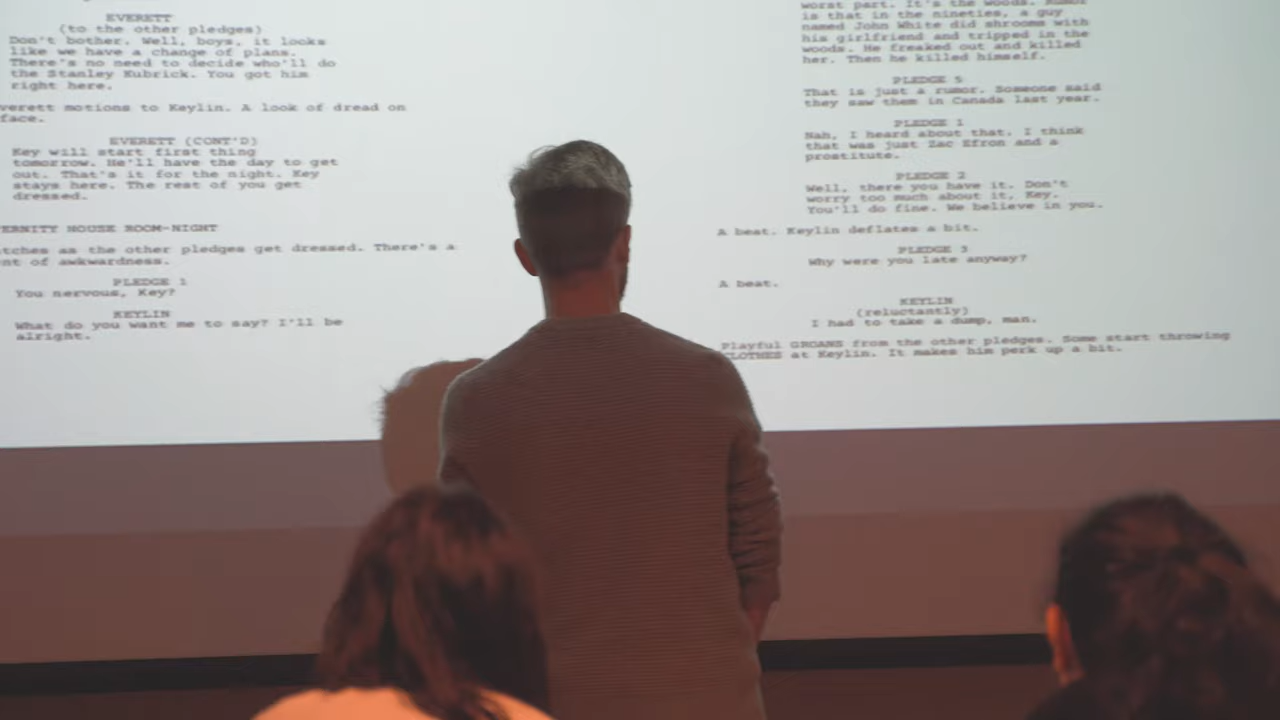 EVERETT
(to the other pledges)
Don't bother. Well, boys, it looks
like we have a change of plans.
There's no need to decide who'll do
the Stanley Kubrick. You got him
right here.
verett motions to Keylin. A look of dread on
face.
EVERETT (CONT'D)
Key will start first thing
tomorrow. He'll have the day to get
out. That's it for the night. Key
stays here. The rest of you get
dressed.
ERNITY HOUSE ROOM-NIGHT
tches as the other pledges get dressed. There's a
nt of awkwardness.
PLEDGE 1
You nervous, Key?
KEYLIN
What do you want me to say? I'll be
alright.
worst part. It's the woods. Rumor
is that in the nineties, a guy
named John White did shrooms with
his girlfriend and tripped in the
woods. He freaked out and killed
her. Then he killed himself.
PLEDGE 5
That is just a rumor. Someone said
they saw them in Canada last year.
PLEDGE 1
Nah, I heard about that. I think
that was just Zac Efron and a
prostitute.
PLEDGE 2
Well, there you have it. Don't
worry too much about it, Key.
You'll do fine. We believe in you.
A beat. Keylin deflates a bit.
PLEDGE 3
Why were you late anyway?
A beat.
KEYLIN
(reluctantly)
I had to take a dump, man.
Playful GROANS from the other pledges. Some start throwing
CLOTHES at Keylin. It makes him perk up a bit.